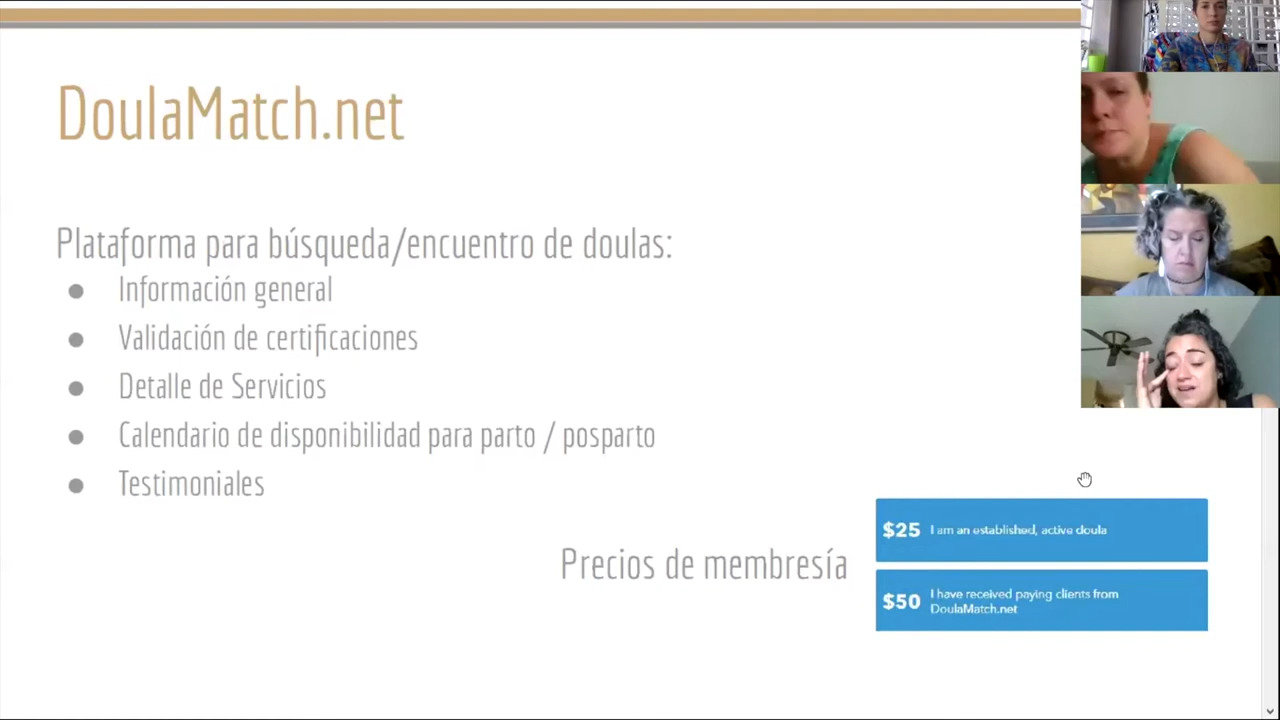 DoulaMatch.net
Plataforma para búsqueda/encuentro de doulas:
● Información general
● Validación de certificaciones
● Detalle de Servicios
● Calendario de disponibilidad para parto / posparto
● Testimoniales
Precios de membresía
$25 I am an established, active doula
$50 I have received paying clients from
DoulaMatch.net